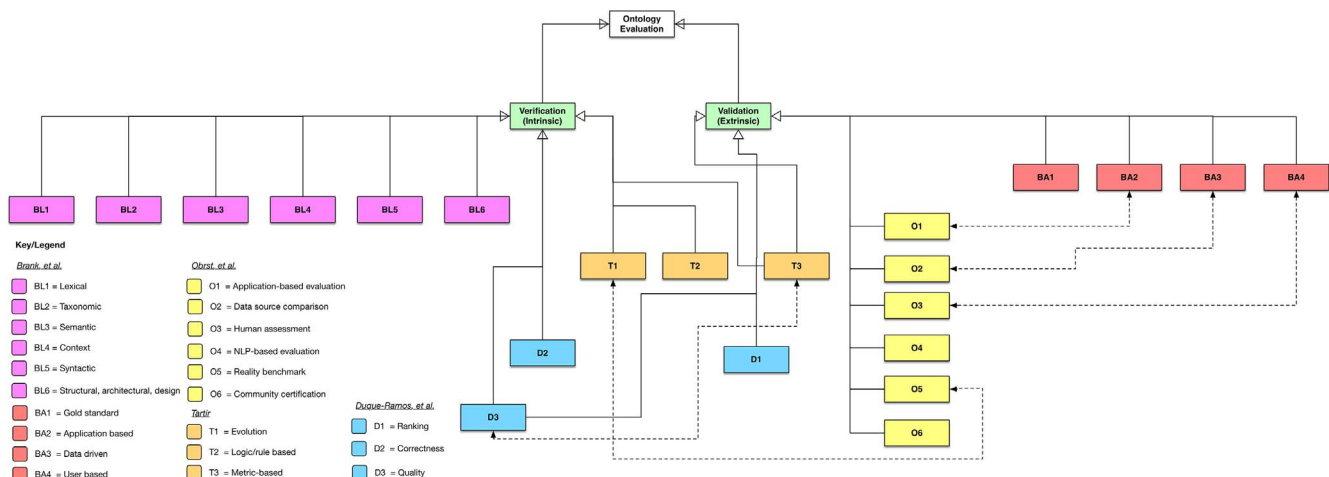 Ontology
Evaluation
Verification
(Intrinsic)
Validation
(Extrinsic)
BL1
BL2
BL3
BL4
BL5
BL6
BA1
BA2
BA3
BA4
O1
O2
O3
O4
O5
O6
T1
T2
T3
D2
D1
D3
Key/Legend
Brank, et al.
BL1 = Lexical
BL2 = Taxonomic
BL3 = Semantic
BL4 = Context
BL5 = Syntactic
BL6 = Structural, architectural, design
BA1 = Gold standard
BA2 = Application based
BA3 = Data driven
BA4 = User based
Obrst, et al.
O1 = Application-based evaluation
O2 = Data source comparison
O3 = Human assessment
O4 = NLP-based evaluation
O5 = Reality benchmark
O6 = Community certification
Tartir
T1 = Evolution
T2 = Logic/rule based
T3 = Metric-based
Duque-Ramos, et al.
D1 = Ranking
D2 = Correctness
D3 = Quality